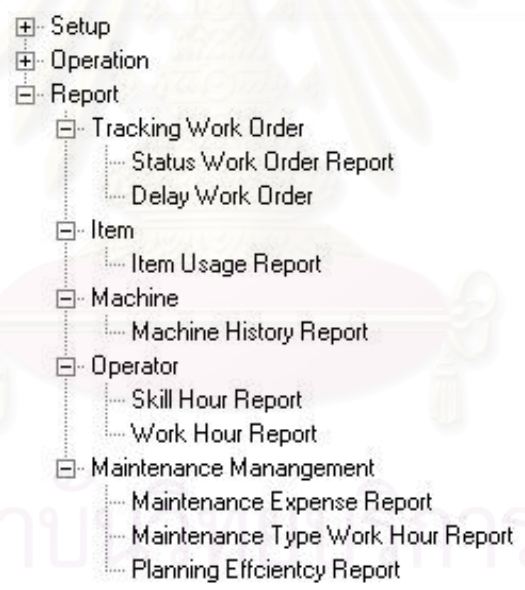 Setup
Operation
Report
Tracking Work Order
Status Work Order Report
Delay Work Order
Item
Item Usage Report
Machine
Machine History Report
Operator
Skill Hour Report
Work Hour Report
Maintenance Manangement
Maintenance Expense Report
Maintenance Type Work Hour Report
Planning Effcientcy Report